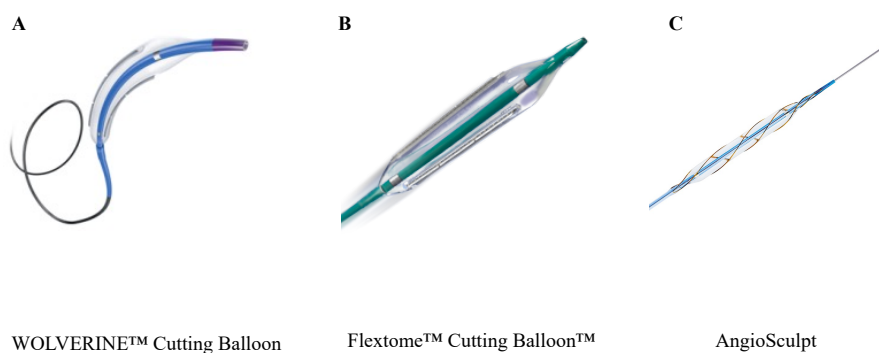 A
B
C
WOLVERINE™ Cutting Balloon
Flextome™ Cutting Balloon™
AngioSculpt